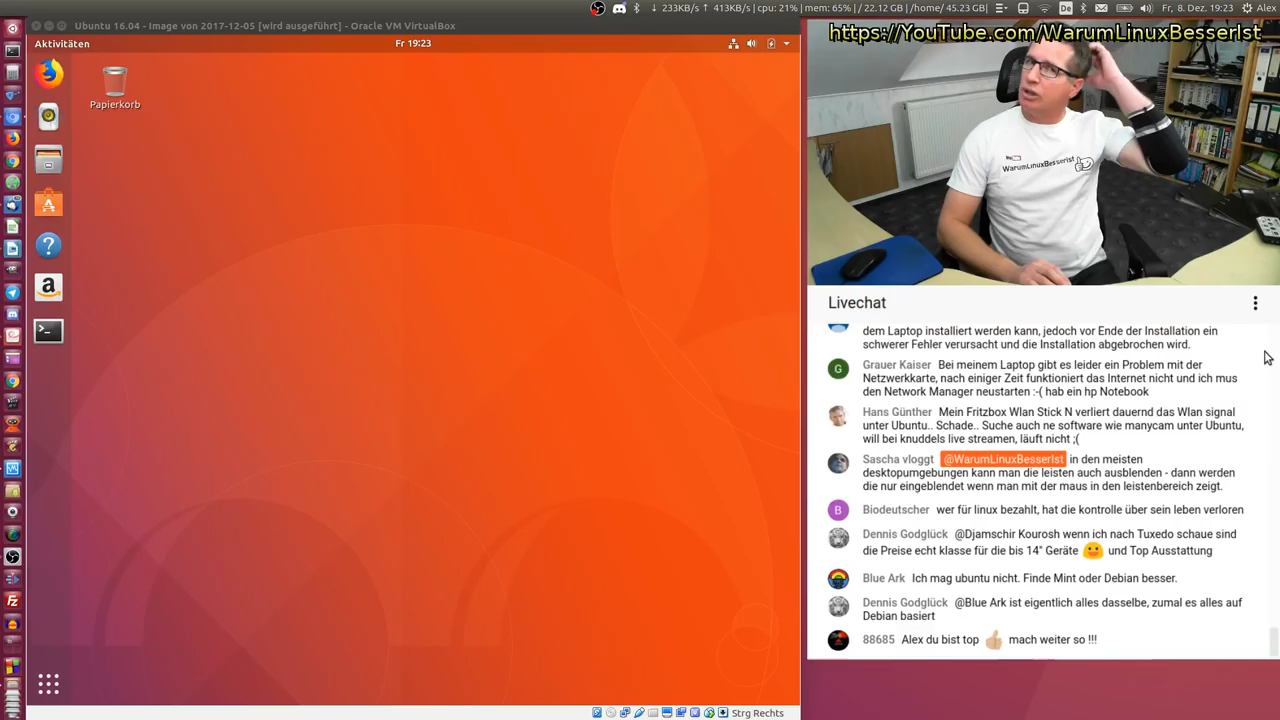 Ubuntu 16.04 - Image von 2017-12-05 [wird ausgeführt] - Oracle VM VirtualBox
233KB/s 413KB/s cpu: 21% mem: 65% / 22.12 GB /home/ 45.23 GB De Fr, 8. Dez, 19:23 Alex
Aktivitäten
Fr 19:23
Papierkorb
https://YouTube.com/WarumLinuxBesserIst
WarumLinuxBesserIst
Livechat
dem Laptop installiert werden kann, jedoch vor Ende der Installation ein
schwerer Fehler verursacht und die Installation abgebrochen wird.
G
Grauer Kaiser Bei meinem Laptop gibt es leider ein Problem mit der
Netzwerkkarte, nach einiger Zeit funktioniert das Internet nicht und ich mus
den Network Manager neustarten :-( hab ein hp Notebook
Hans Günther Mein Fritzbox Wlan Stick N verliert dauernd das Wlan signal
unter Ubuntu.. Schade.. Suche auch ne software wie manycam unter Ubuntu,
will bei knuddels live streamen, läuft nicht ;(
Sascha vloggt @WarumLinuxBesserIst in den meisten
desktopumgebungen kann man die leisten auch ausblenden - dann werden
die nur eingeblendet wenn man mit der maus in den leistenbereich zeigt.
B
Biodeutscher wer für linux bezahlt, hat die kontrolle über sein leben verloren
Dennis Godglück @Djamschir Kourosh wenn ich nach Tuxedo schaue sind
die Preise echt klasse für die bis 14" Geräte und Top Ausstattung
Blue Ark Ich mag ubuntu nicht. Finde Mint oder Debian besser.
Dennis Godglück @Blue Ark ist eigentlich alles dasselbe, zumal es alles auf
Debian basiert
88685 Alex du bist top mach weiter so !!!
Strg Rechts